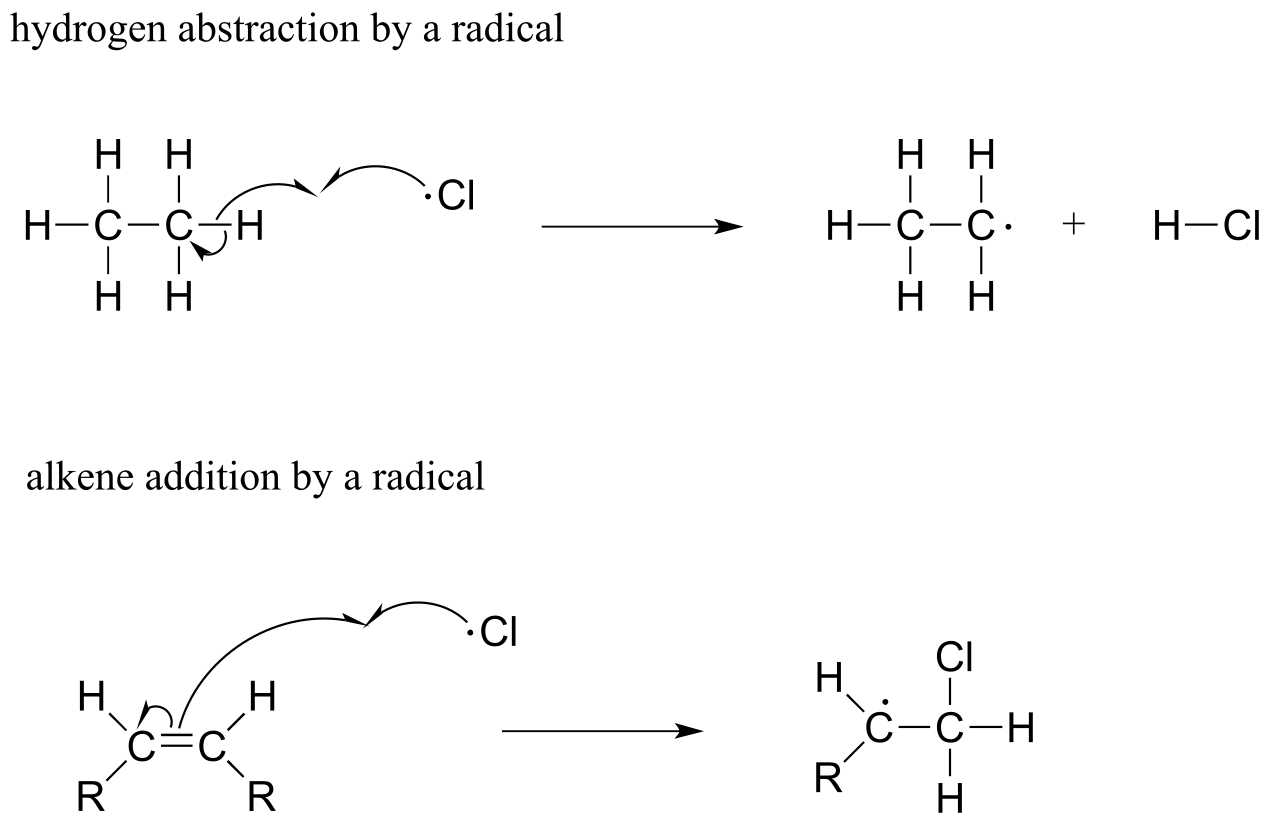 hydrogen abstraction by a radical
H H
H C C H ·Cl
H H
H H
H C C· + H Cl
H H
alkene addition by a radical
·Cl
H H
C C
R R
Cl
H
C C H
R
H